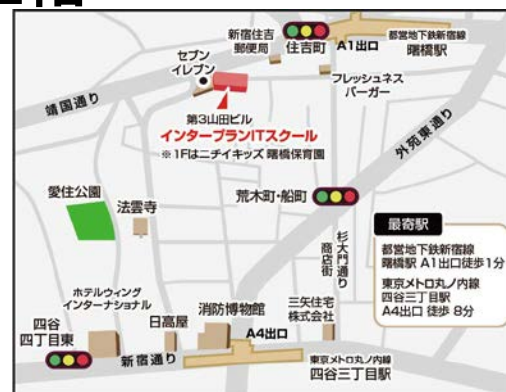 新宿住吉
郵便局
住吉町
A1出口
都営地下鉄新宿線
曙橋駅
セブン
イレブン
フレッシュネス
バーガー
靖国通り
第3山田ビル
インタープランITスクール
※1Fはニチイキッズ 曙橋保育園
外苑東通り
愛住公園
法雲寺
荒木町・船町
杉大門通り
商店街
最寄駅
都営地下鉄新宿線
曙橋駅 A1出口徒歩1分
東京メトロ丸ノ内線
四谷三丁目駅
A4出口 徒歩 8分
ホテルウィング
インターナショナル
消防博物館
三矢住宅
株式会社
四谷
四丁目東
日高屋
A4出口
新宿通り
東京メトロ丸ノ内線
四谷三丁目駅